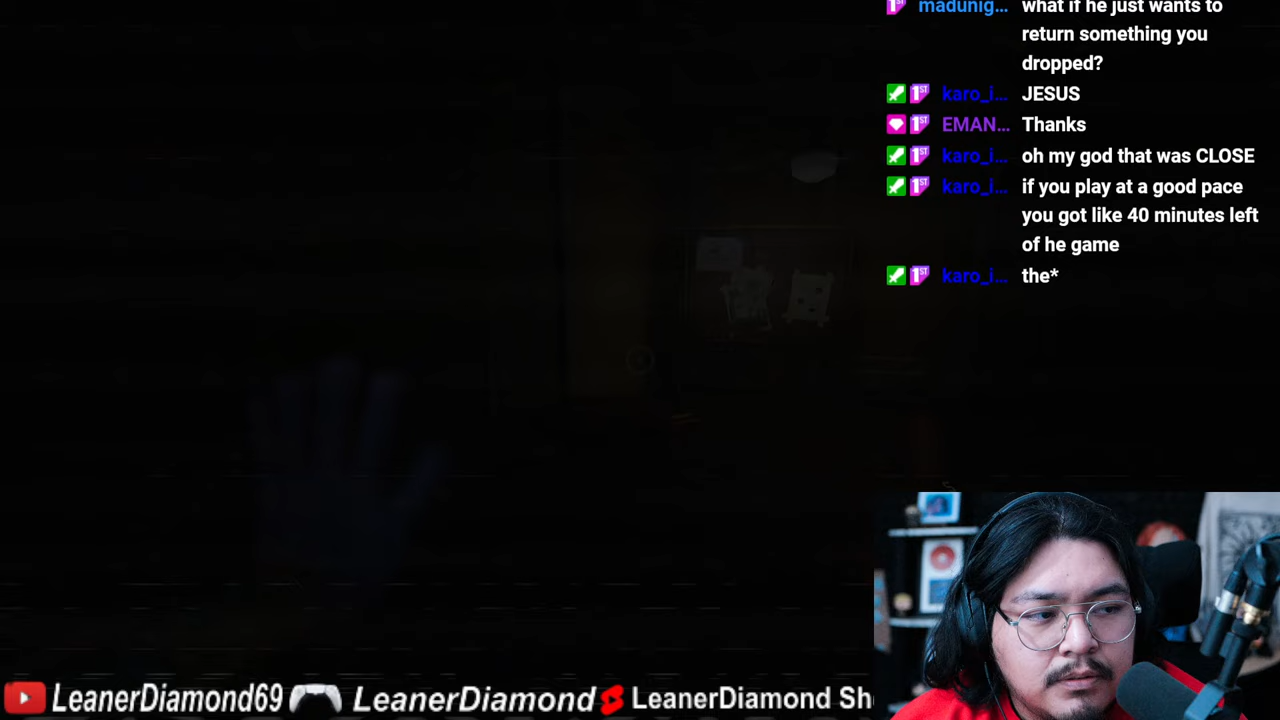 madunig... what if he just wants to
return something you
dropped?
karo_i... JESUS
EMAN... Thanks
karo_i... oh my god that was CLOSE
karo_i... if you play at a good pace
you got like 40 minutes left
of he game
karo_i... the*
LeanerDiamond69 LeanerDiamond LeanerDiamond Sh